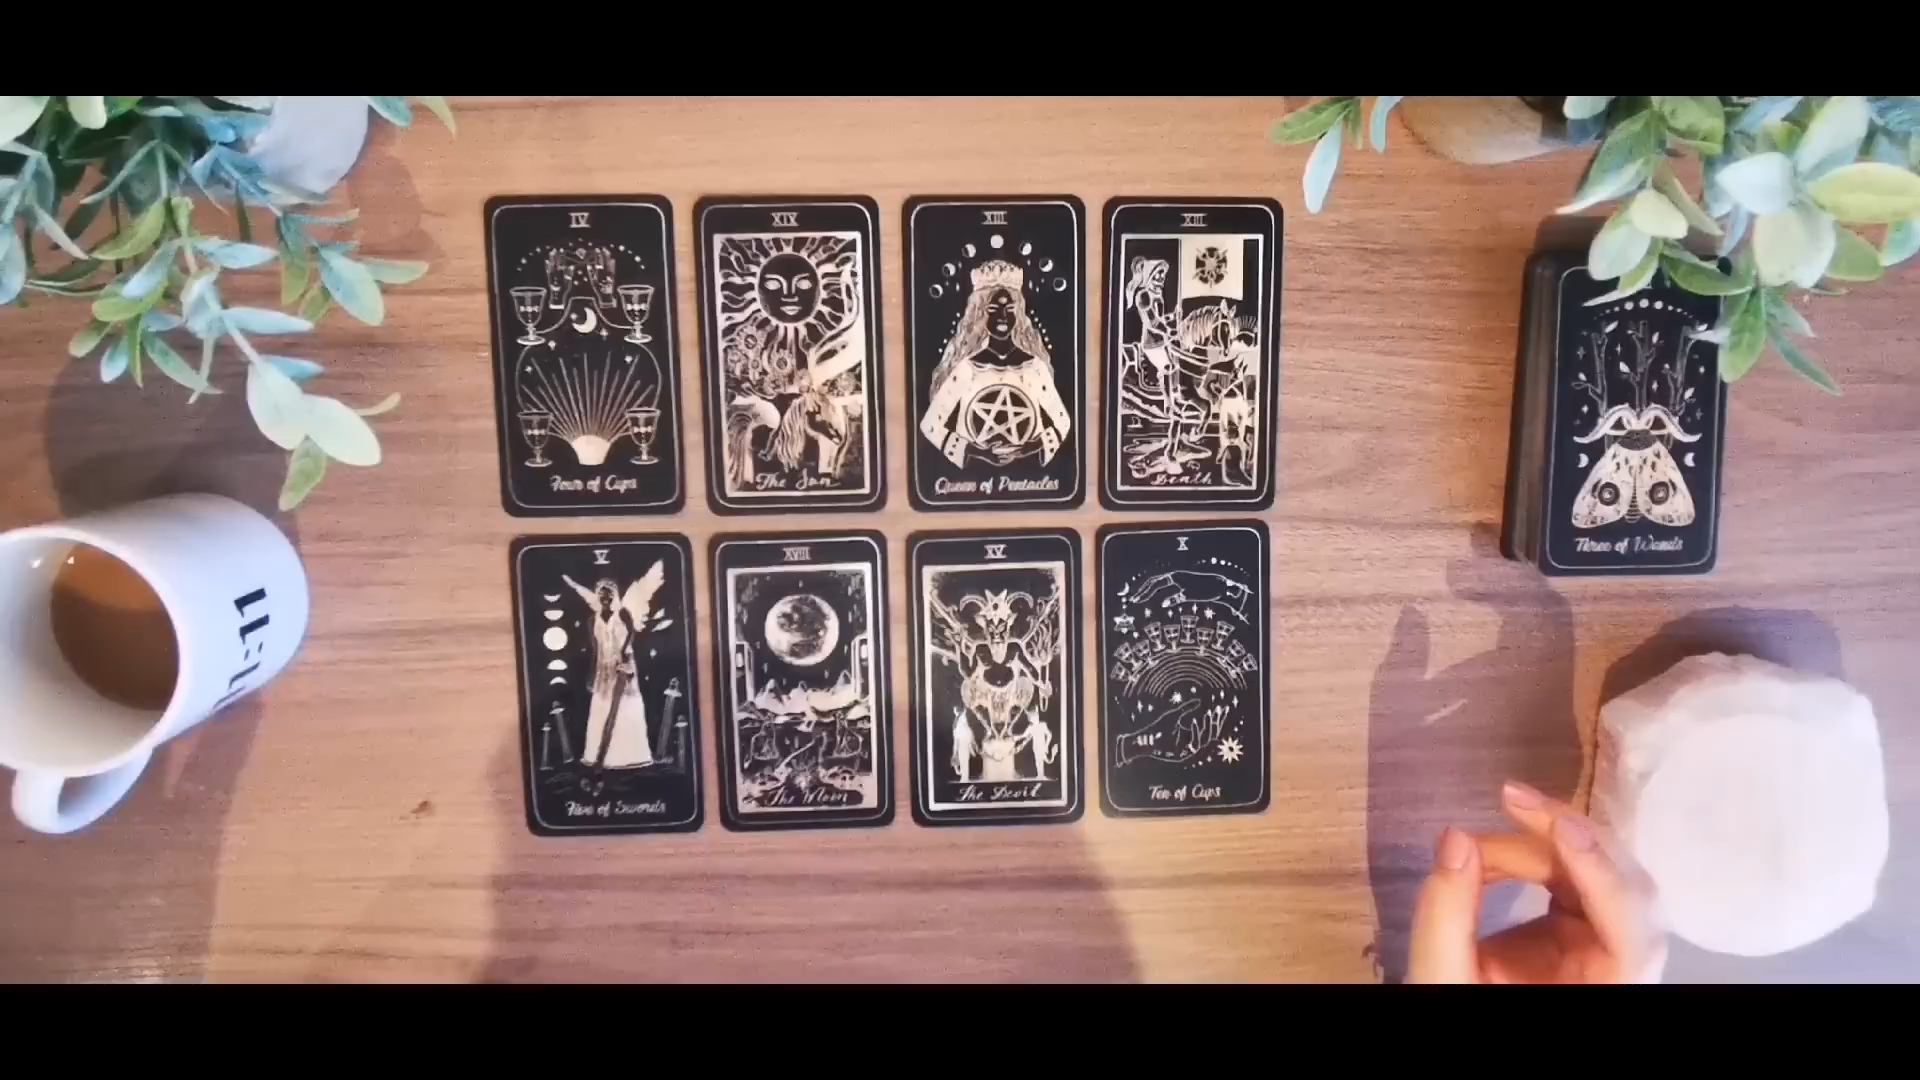 IV
Four of Cups
XIX
The Sun
XIII
Queen of Pentacles
XIII
Death
V
Five of Swords
XVIII
The Moon
XV
The Devil
X
Ten of Cups
Three of Wands
11:11